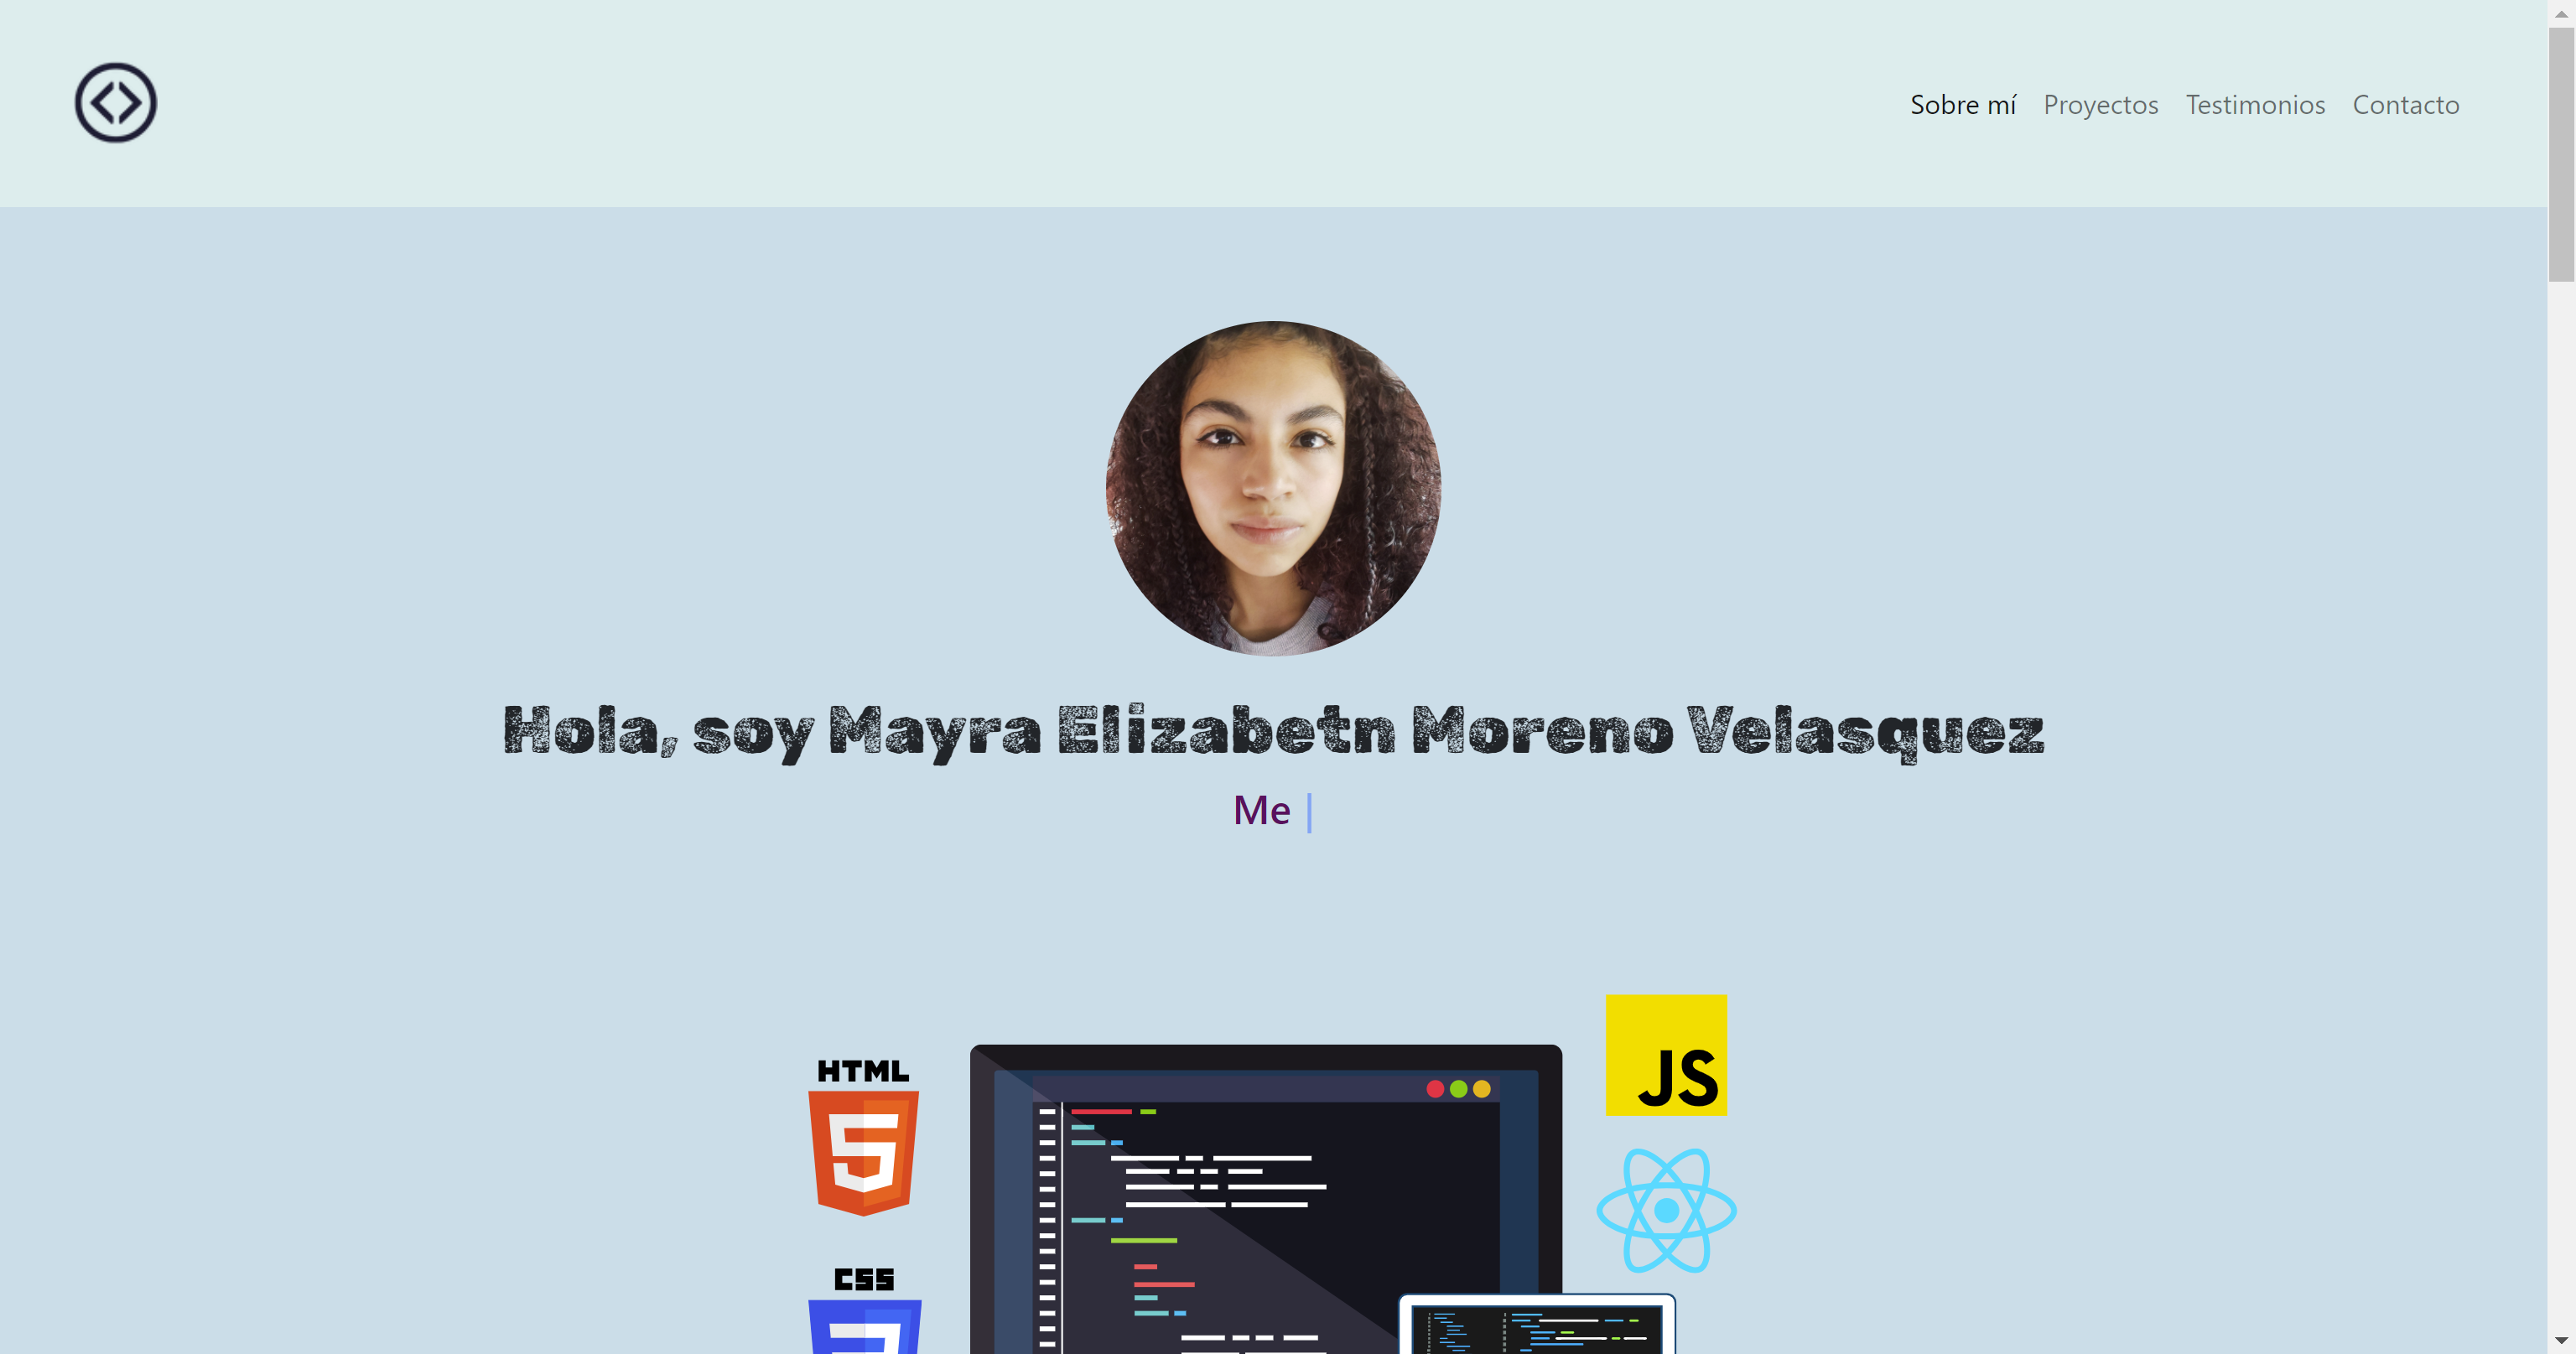 Sobre mí Proyectos Testimonios Contacto
Hola, soy Mayra Elizabetn Moreno Velasquez
Me |
HTML
5
JS
CSS